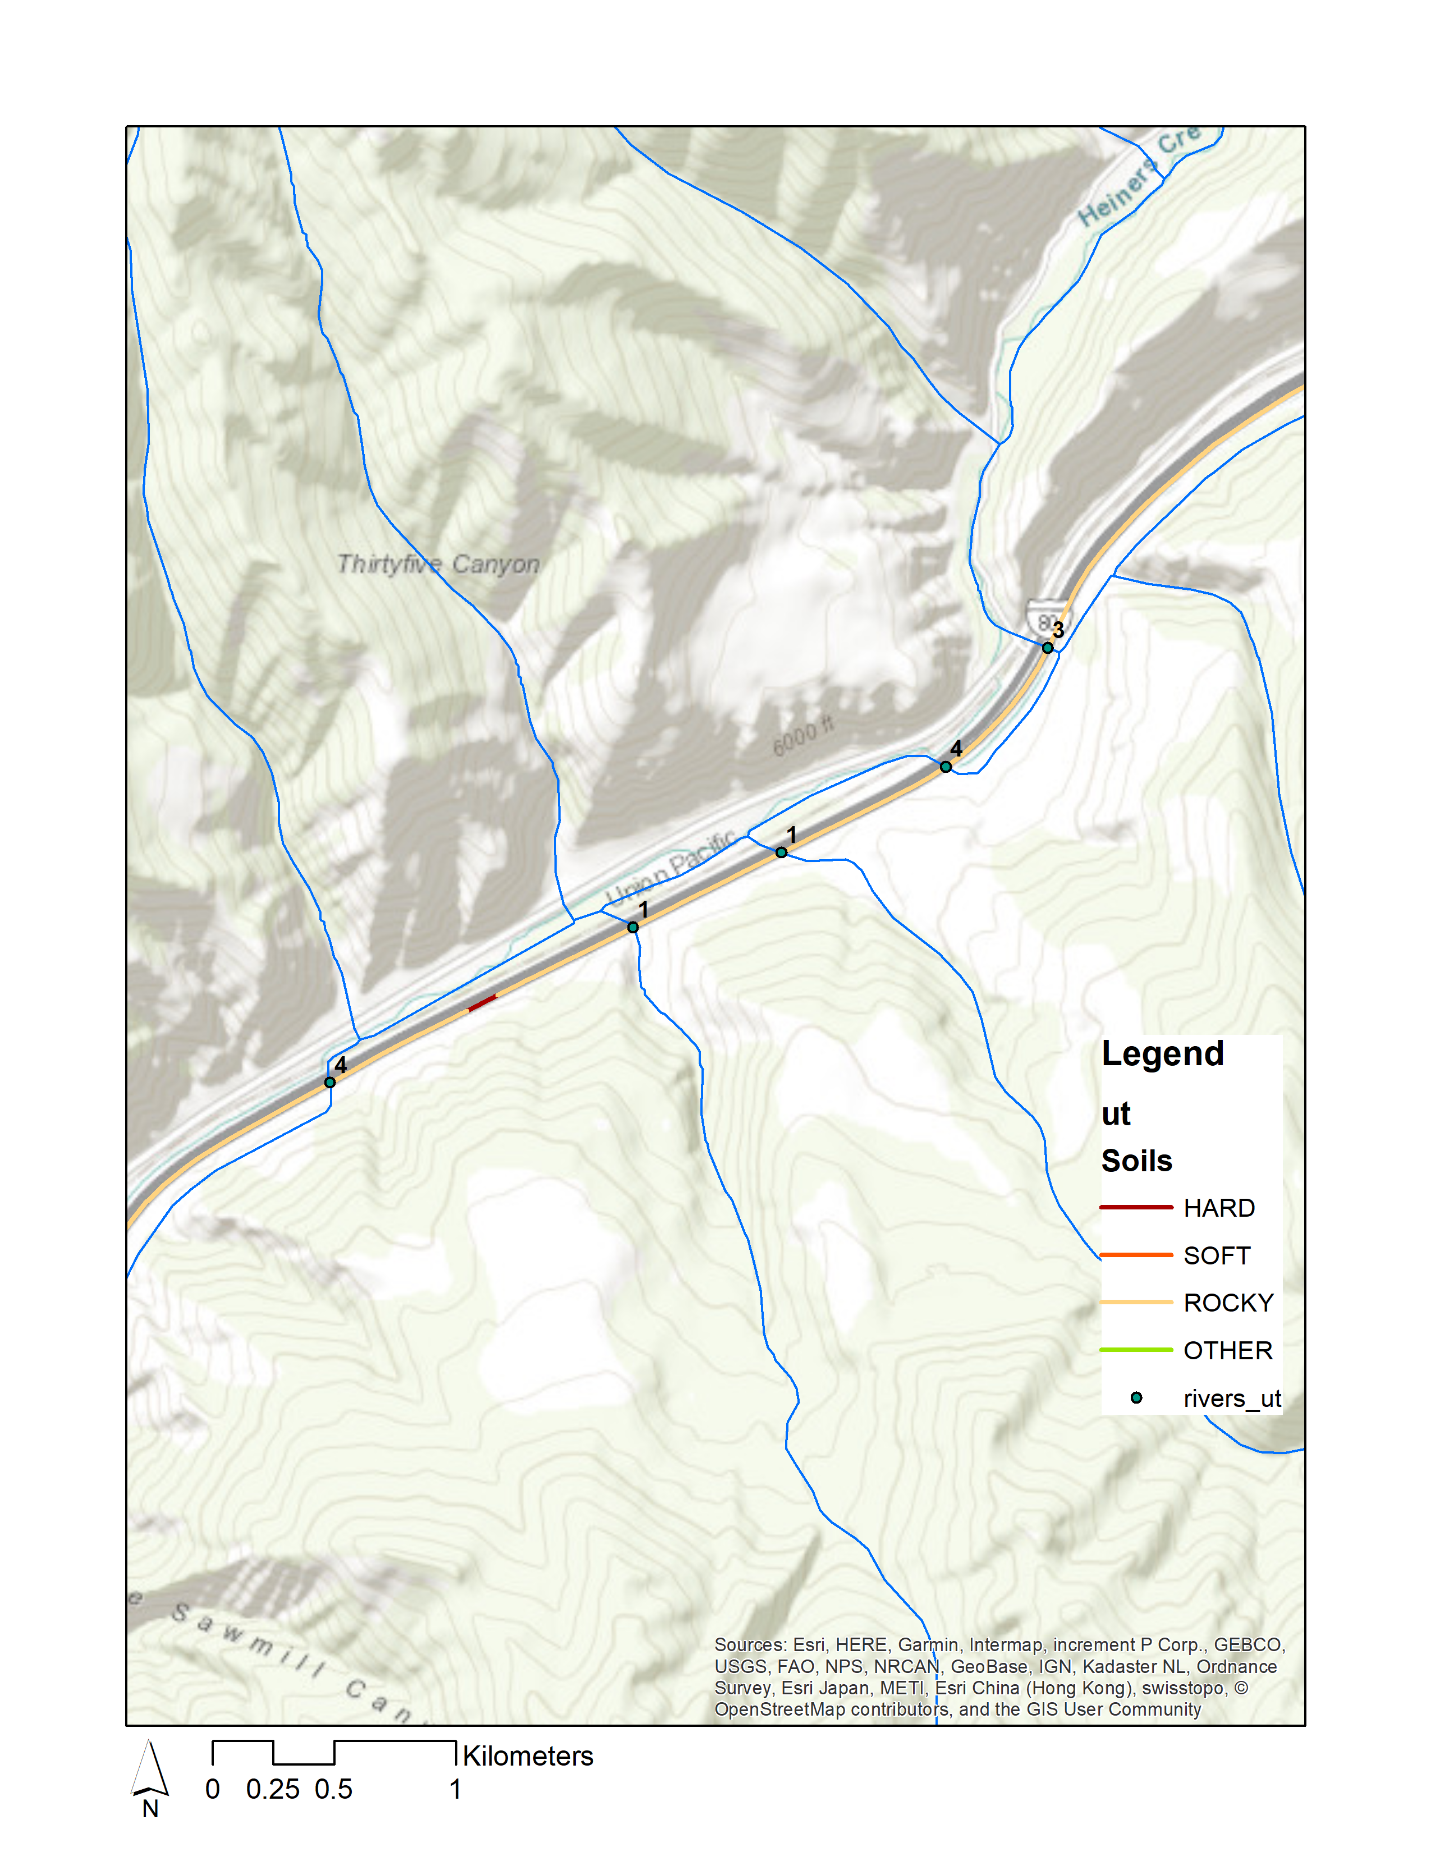 Heiners Cre
Thirtyfive Canyon
80
3
6000 ft
4
1
Union Pacific
1
4
Legend
ut
Soils
HARD
SOFT
ROCKY
OTHER
rivers_ut
e Sawmill Can
Sources: Esri, HERE, Garmin, Intermap, increment P Corp., GEBCO,
USGS, FAO, NPS, NRCAN, GeoBase, IGN, Kadaster NL, Ordnance
Survey, Esri Japan, METI, Esri China (Hong Kong), swisstopo, ©
OpenStreetMap contributors, and the GIS User Community
Kilometers
0 0.25 0.5 1
N